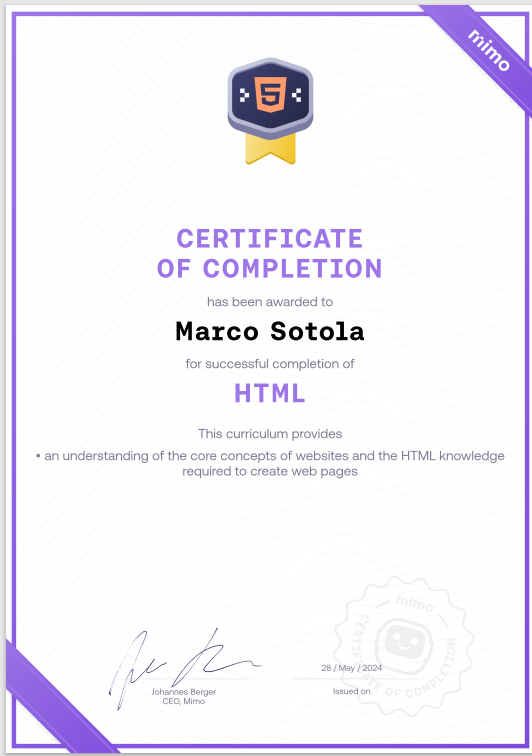 mimo
CERTIFICATE
OF COMPLETION
has been awarded to
Marco Sotola
for successful completion of
HTML
This curriculum provides
• an understanding of the core concepts of websites and the HTML knowledge
required to create web pages
mimo
CERTIFICATE OF COMPLETION
28 / May / 2024
Issued on
Johannes Berger
CEO, Mimo